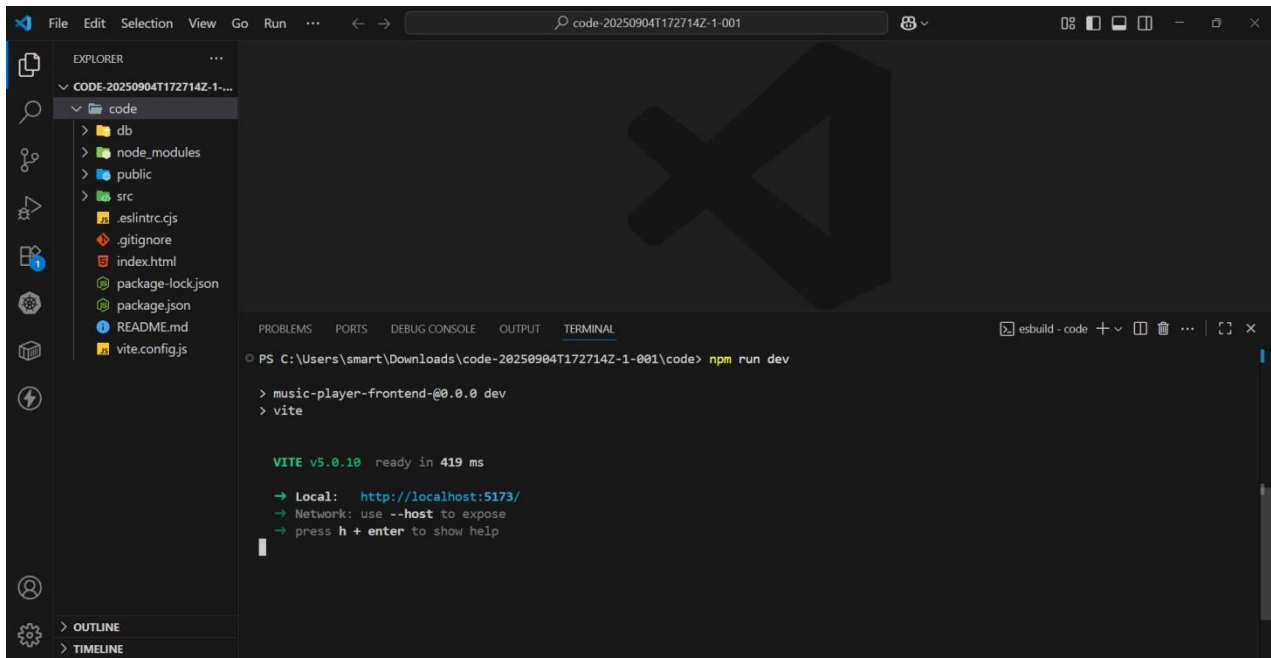 File Edit Selection View Go Run ...
code-20250904T172714Z-1-001
EXPLORER ...
CODE-20250904T172714Z-1-...
code
db
node_modules
public
src
.eslintrc.cjs
.gitignore
index.html
package-lock.json
package.json
README.md
vite.config.js
OUTLINE
TIMELINE
PROBLEMS PORTS DEBUG CONSOLE OUTPUT TERMINAL
esbuild - code
PS C:\Users\smart\Downloads\code-20250904T172714Z-1-001\code> npm run dev
> music-player-frontend-@0.0.0 dev
> vite
VITE v5.0.10 ready in 419 ms
→ Local: http://localhost:5173/
→ Network: use --host to expose
→ press h + enter to show help
1